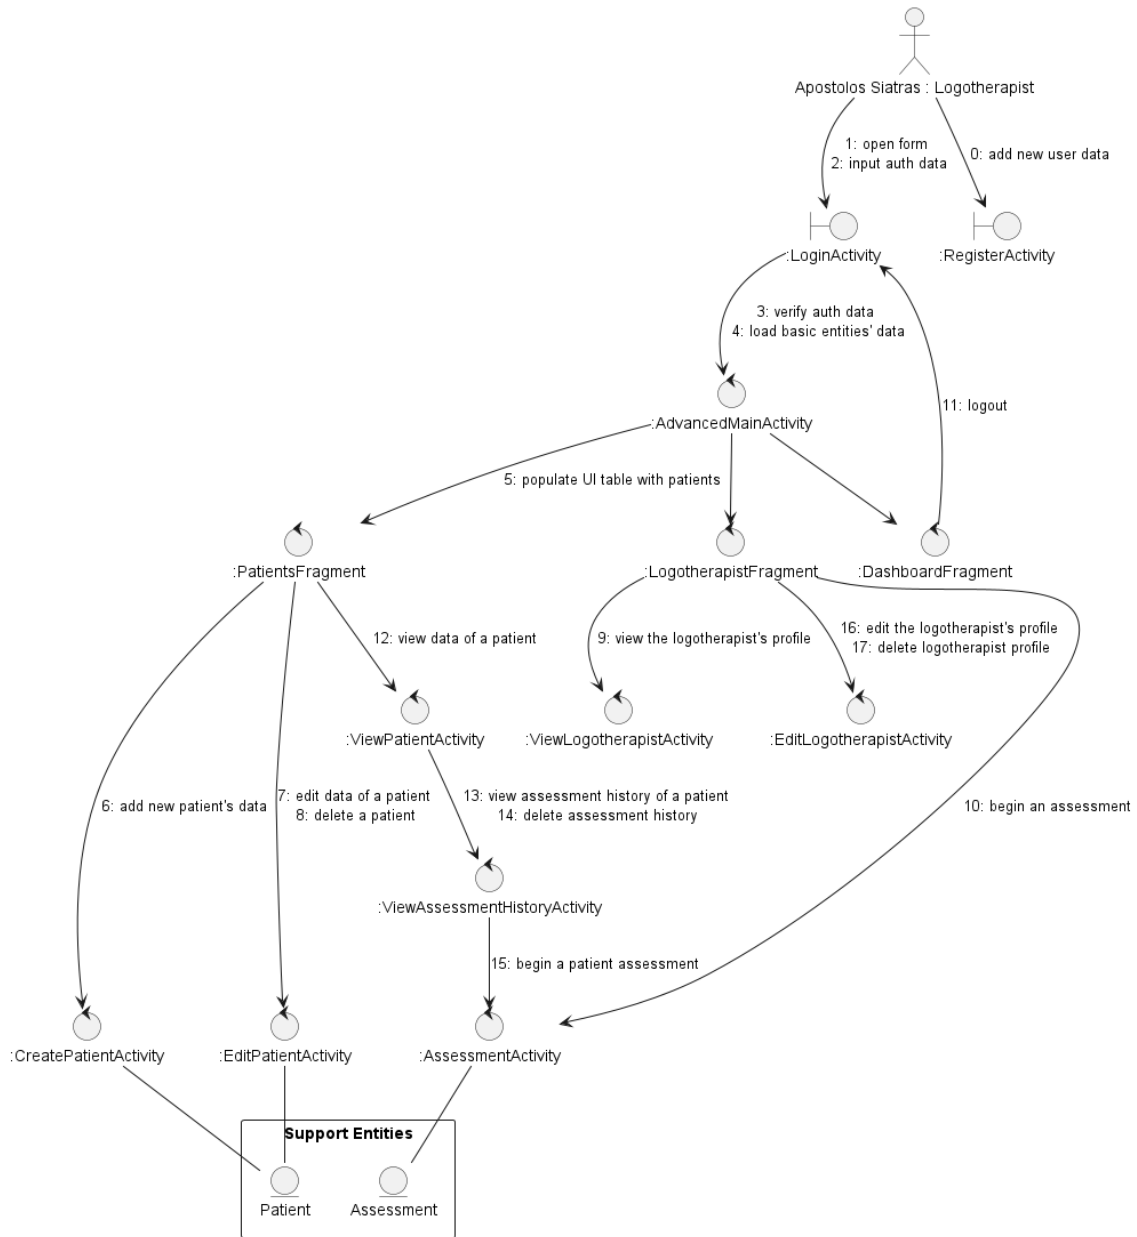 Apostolos Siatras : Logotherapist
1: open form
2: input auth data
0: add new user data
:LoginActivity
:RegisterActivity
3: verify auth data
4: load basic entities' data
11: logout
:AdvancedMainActivity
5: populate UI table with patients
:PatientsFragment
:LogotherapistFragment
:DashboardFragment
12: view data of a patient
9: view the logotherapist's profile
16: edit the logotherapist's profile
17: delete logotherapist profile
:ViewPatientActivity
:ViewLogotherapistActivity
:EditLogotherapistActivity
6: add new patient's data
7: edit data of a patient
8: delete a patient
13: view assessment history of a patient
14: delete assessment history
10: begin an assessment
:ViewAssessmentHistoryActivity
15: begin a patient assessment
:CreatePatientActivity
:EditPatientActivity
:AssessmentActivity
Support Entities
Patient
Assessment